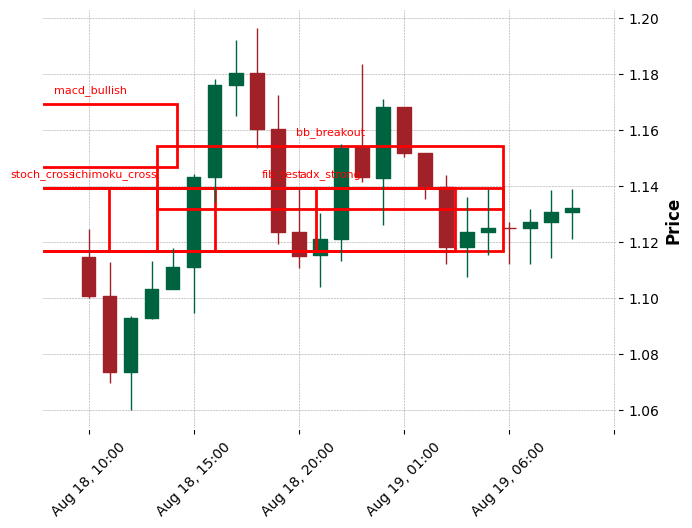 1.20
1.18
macd_bullish
1.16
bb_breakout
1.14
stoch_cross
ichimoku_cross
adx_strong
1.12
Price
1.10
1.08
1.06
Aug 18, 10:00
Aug 18, 15:00
Aug 18, 20:00
Aug 19, 01:00
Aug 19, 06:00